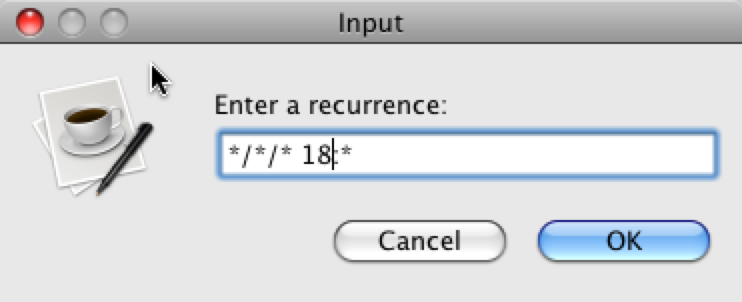 Input
Enter a recurrence:
*/*/* 18:*
Cancel
OK